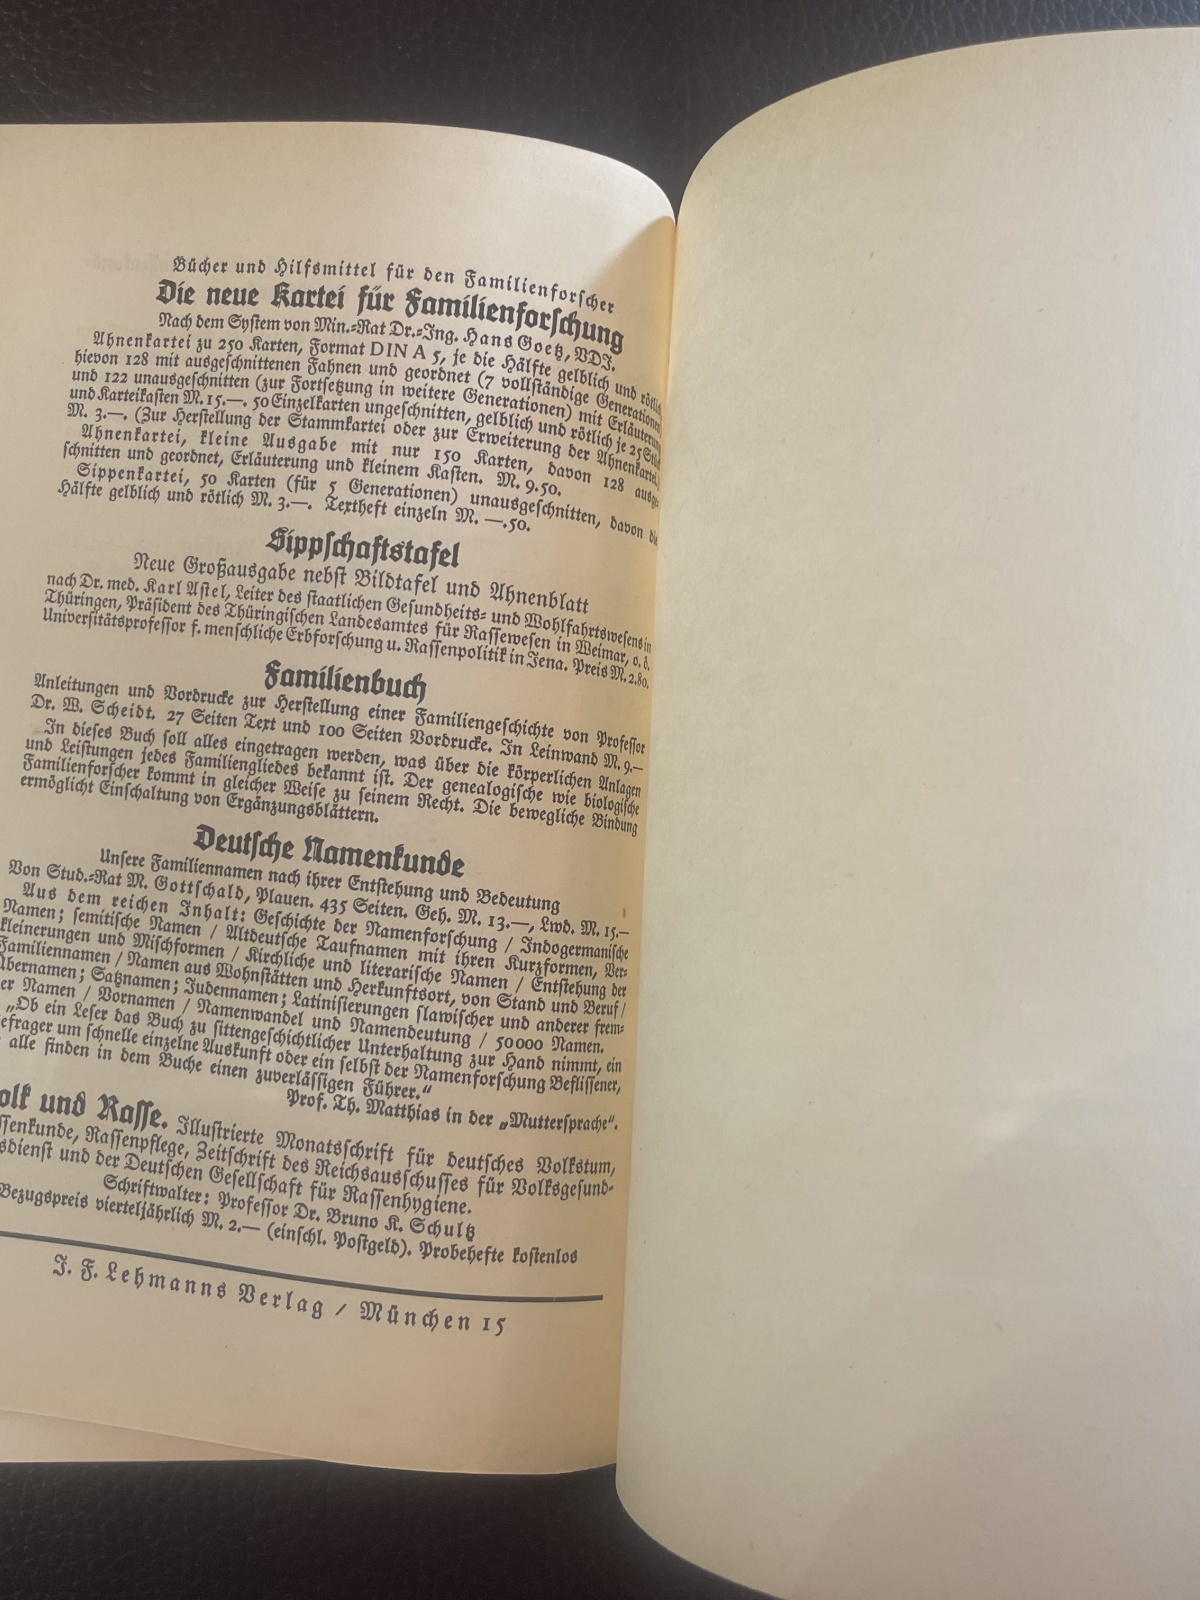 Bücher und Hilfsmittel für den Familienforscher
Die neue Kartei für Familienforschung
Nach dem System von Min.-Rat Dr.-Ing. Hans Goetz, VDI.
Ahnenkartei zu 250 Karten, Format DIN A 5, je die Hälfte gelblich und rötlich,
hievon 128 mit ausgeschnittenen Fahnen und geordnet (7 vollständige Generationen)
und 122 unausgeschnitten (zur Fortsetzung in weitere Generationen) mit Erläuterung
und Karteikasten M. 15.—. 50 Einzelkarten ungeschnitten, gelblich und rötlich je 25 Stück
M. 3.—. (Zur Herstellung der Stammkartei oder zur Erweiterung der Ahnenkartei.)
Ahnenkartei, kleine Ausgabe mit nur 150 Karten, davon 128 ausge-
schnitten und geordnet, Erläuterung und kleinem Kasten. M. 9.50.
Sippenkartei, 50 Karten (für 5 Generationen) unausgeschnitten, davon die
Hälfte gelblich und rötlich M. 3.—. Textheft einzeln M. —.50.
Sippschaftstafel
Neue Großausgabe nebst Bildtafel und Ahnenblatt
nach Dr. med. Karl Astel, Leiter des staatlichen Gesundheits- und Wohlfahrtswesens in
Thüringen, Präsident des Thüringischen Landesamtes für Rassewesen in Weimar, o. ö.
Universitätsprofessor f. menschliche Erbforschung u. Rassenpolitik in Jena. Preis M. 2.80.
Familienbuch
Anleitungen und Vordrucke zur Herstellung einer Familiengeschichte von Professor
Dr. W. Scheidt. 27 Seiten Text und 100 Seiten Vordrucke. In Leinwand M. 9.—
In dieses Buch soll alles eingetragen werden, was über die körperlichen Anlagen
und Leistungen jedes Familiengliedes bekannt ist. Der genealogische wie biologische
Familienforscher kommt in gleicher Weise zu seinem Recht. Die bewegliche Bindung
ermöglicht Einschaltung von Ergänzungsblättern.
Deutsche Namenkunde
Unsere Familiennamen nach ihrer Entstehung und Bedeutung
Von Stud.-Rat M. Gottschald, Plauen. 435 Seiten. Geh. M. 13.—, Lwd. M. 15.—
Aus dem reichen Inhalt: Geschichte der Namenforschung / Indogermanische
Namen; semitische Namen / Altdeutsche Taufnamen mit ihren Kurzformen, Ver-
kleinerungen und Mischformen / Kirchliche und literarische Namen / Entstehung der
Familiennamen / Namen aus Wohnstätten und Herkunftsort, von Stand und Beruf /
Übernamen; Satznamen; Judennamen; Latinisierungen slawischer und anderer frem-
er Namen / Vornamen / Namenwandel und Namendeutung / 50000 Namen.
„Ob ein Leser das Buch zu sittengeschichtlicher Unterhaltung zur Hand nimmt, ein
efrager um schnelle einzelne Auskunft oder ein selbst der Namenforschung Beflissener,
alle finden in dem Buche einen zuverlässigen Führer.“
Prof. Th. Matthias in der „Muttersprache“.
olk und Rasse. Illustrierte Monatsschrift für deutsches Volkstum,
ssenkunde, Rassenpflege, Zeitschrift des Reichsausschusses für Volksgesund-
sdienst und der Deutschen Gesellschaft für Rassenhygiene.
Schriftwalter: Professor Dr. Bruno K. Schultz
Bezugspreis vierteljährlich M. 2.— (einschl. Postgeld). Probehefte kostenlos
J. F. Lehmanns Verlag / München 15